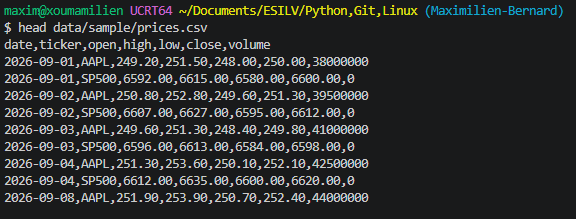 maxim@xoumamilien UCRT64 ~/Documents/ESILV/Python,Git,Linux (Maximilien-Bernard)
$ head data/sample/prices.csv
date,ticker,open,high,low,close,volume
2026-09-01,AAPL,249.20,251.50,248.00,250.00,38000000
2026-09-01,SP500,6592.00,6615.00,6580.00,6600.00,0
2026-09-02,AAPL,250.80,252.80,249.60,251.30,39500000
2026-09-02,SP500,6607.00,6627.00,6595.00,6612.00,0
2026-09-03,AAPL,249.60,251.30,248.40,249.80,41000000
2026-09-03,SP500,6596.00,6613.00,6584.00,6598.00,0
2026-09-04,AAPL,251.30,253.60,250.10,252.10,42500000
2026-09-04,SP500,6612.00,6635.00,6600.00,6620.00,0
2026-09-08,AAPL,251.90,253.90,250.70,252.40,44000000